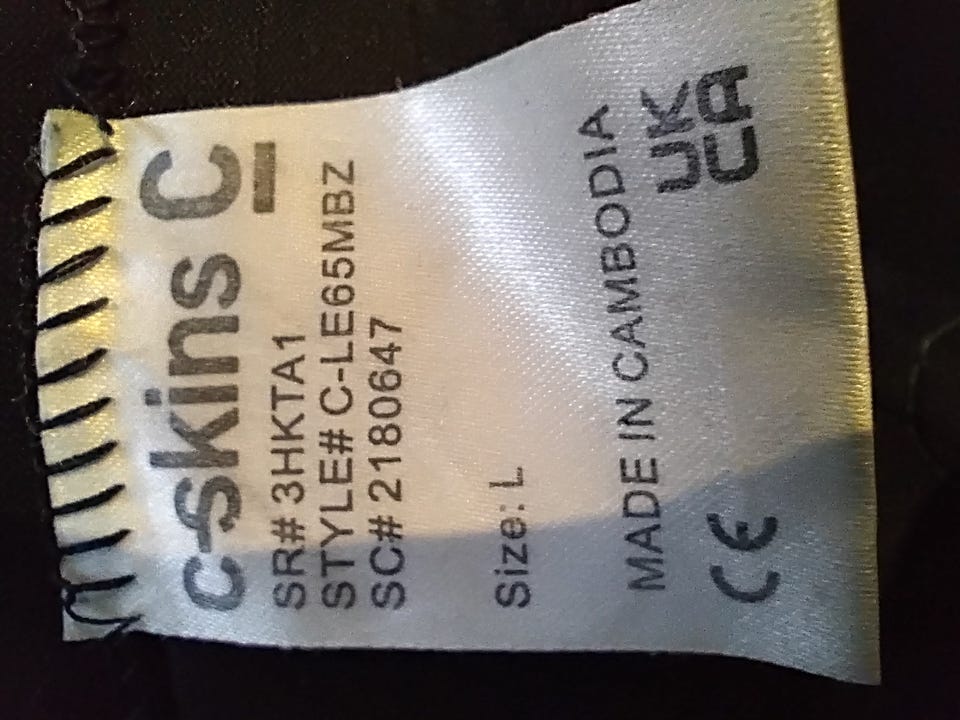 c-skins C
SR# 3HKTA1
STYLE# C-LE65MBZ
SC# 2180647
Size: L
MADE IN CAMBODIA
CE UK
CA